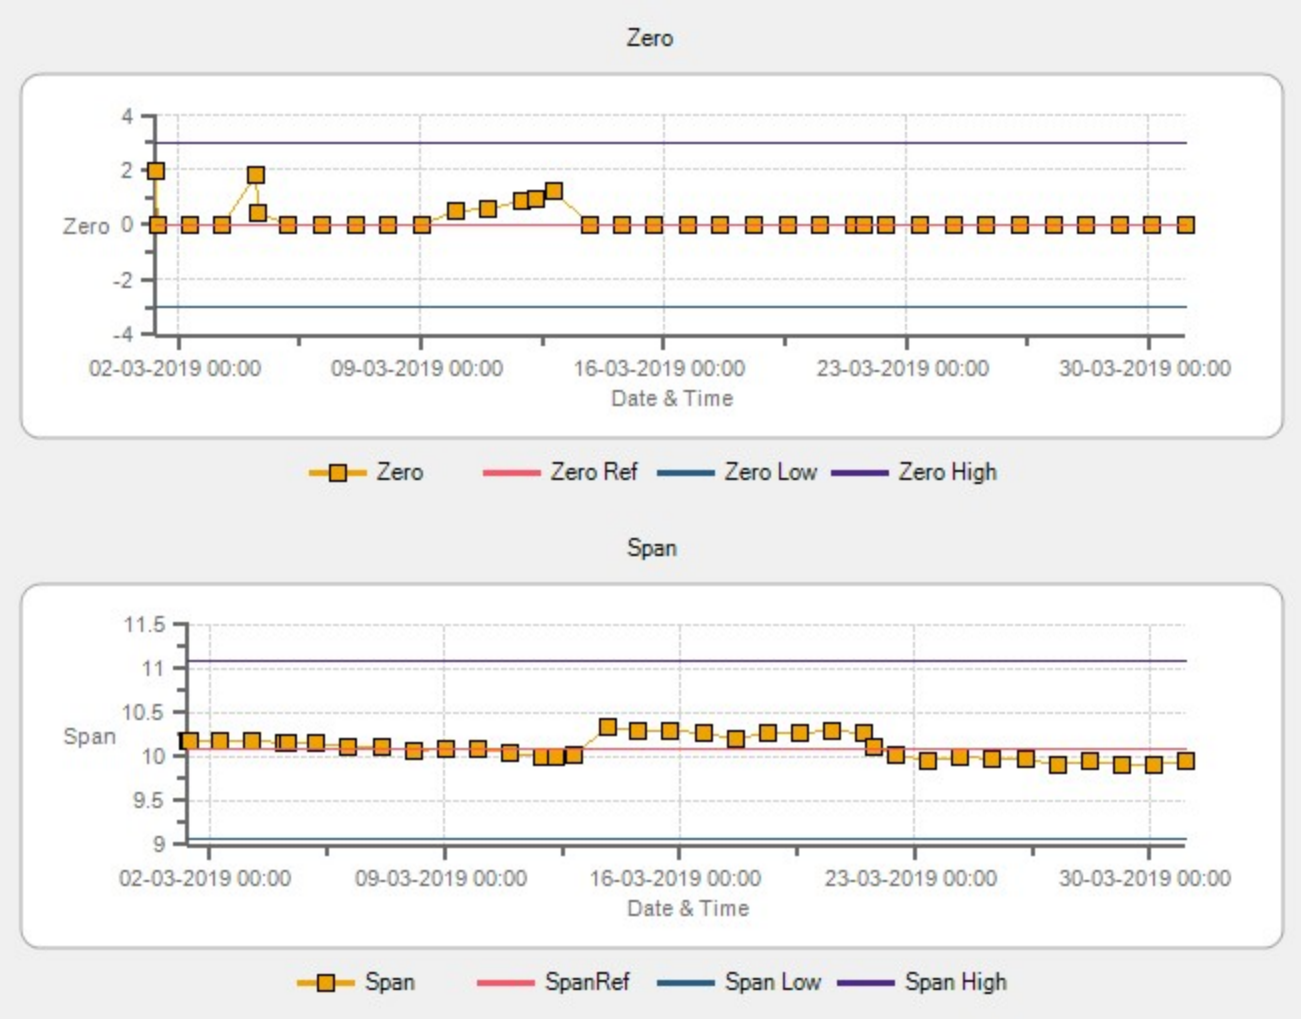 Zero
4
2
Zero 0
-2
-4
02-03-2019 00:00 09-03-2019 00:00 16-03-2019 00:00 23-03-2019 00:00 30-03-2019 00:00
Date & Time
Zero Zero Ref Zero Low Zero High
Span
11.5
11
10.5
Span
10
9.5
9
02-03-2019 00:00 09-03-2019 00:00 16-03-2019 00:00 23-03-2019 00:00 30-03-2019 00:00
Date & Time
Span SpanRef Span Low Span High